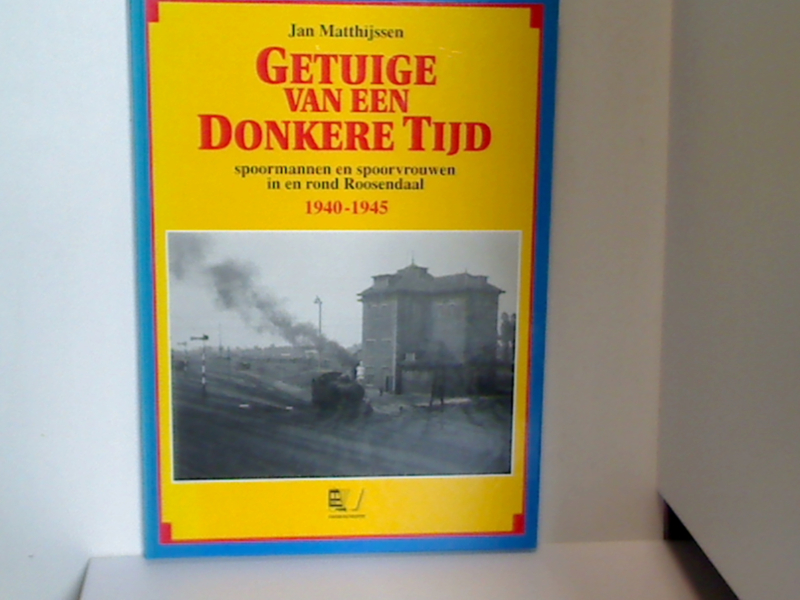 Jan Matthijssen
GETUIGE
VAN EEN
DONKERE TIJD
spoormannen en spoorvrouwen
in en rond Roosendaal
1940-1945